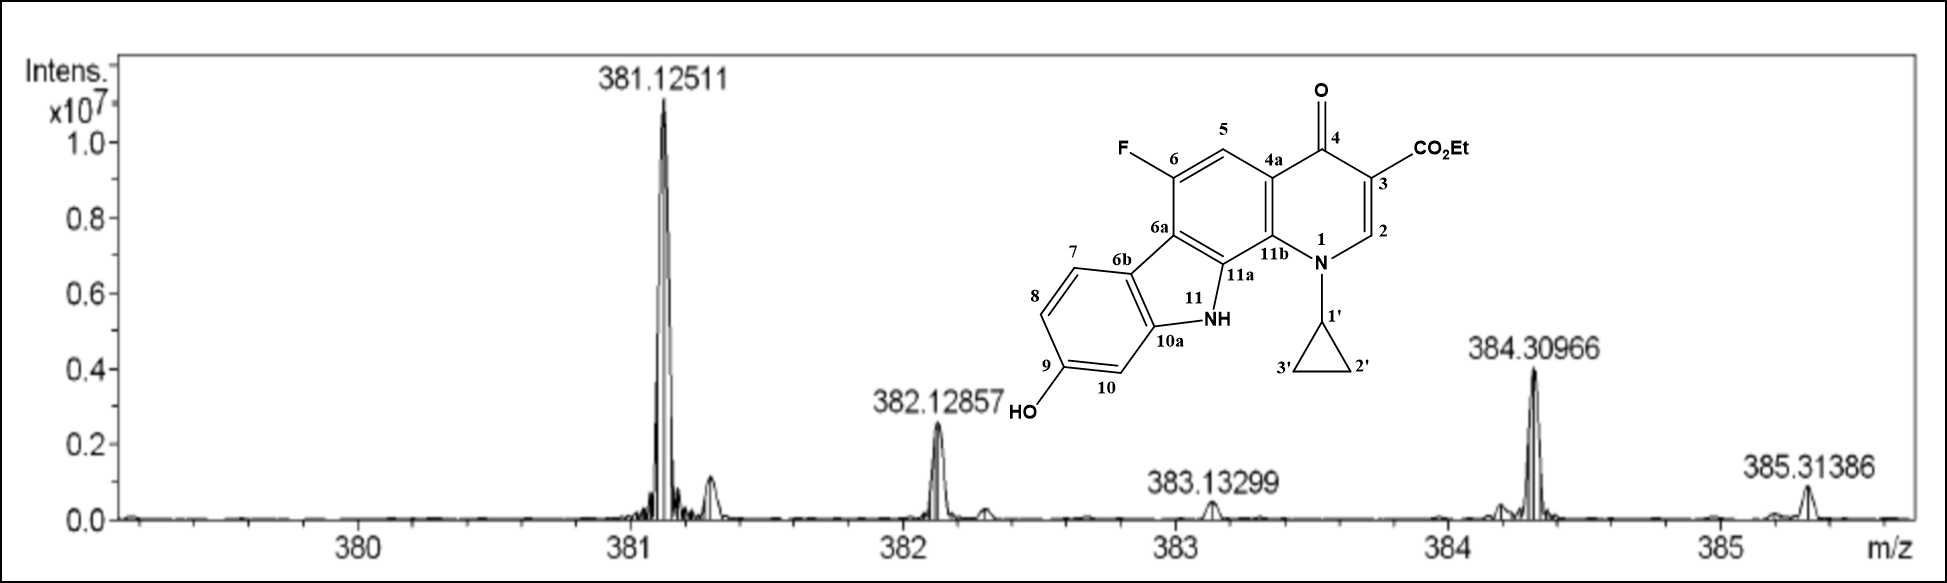 Intens.
x10⁷
1.0
0.8
0.6
0.4
0.2
0.0
380
381
382
383
384
385
m/z
381.12511
382.12857
383.13299
384.30966
385.31386
O
4
5
F
6
4a
CO₂Et
3
6a
1
2
11b
N
7
6b
11a
8
11
NH
1'
10a
9
10
3'
2'
HO